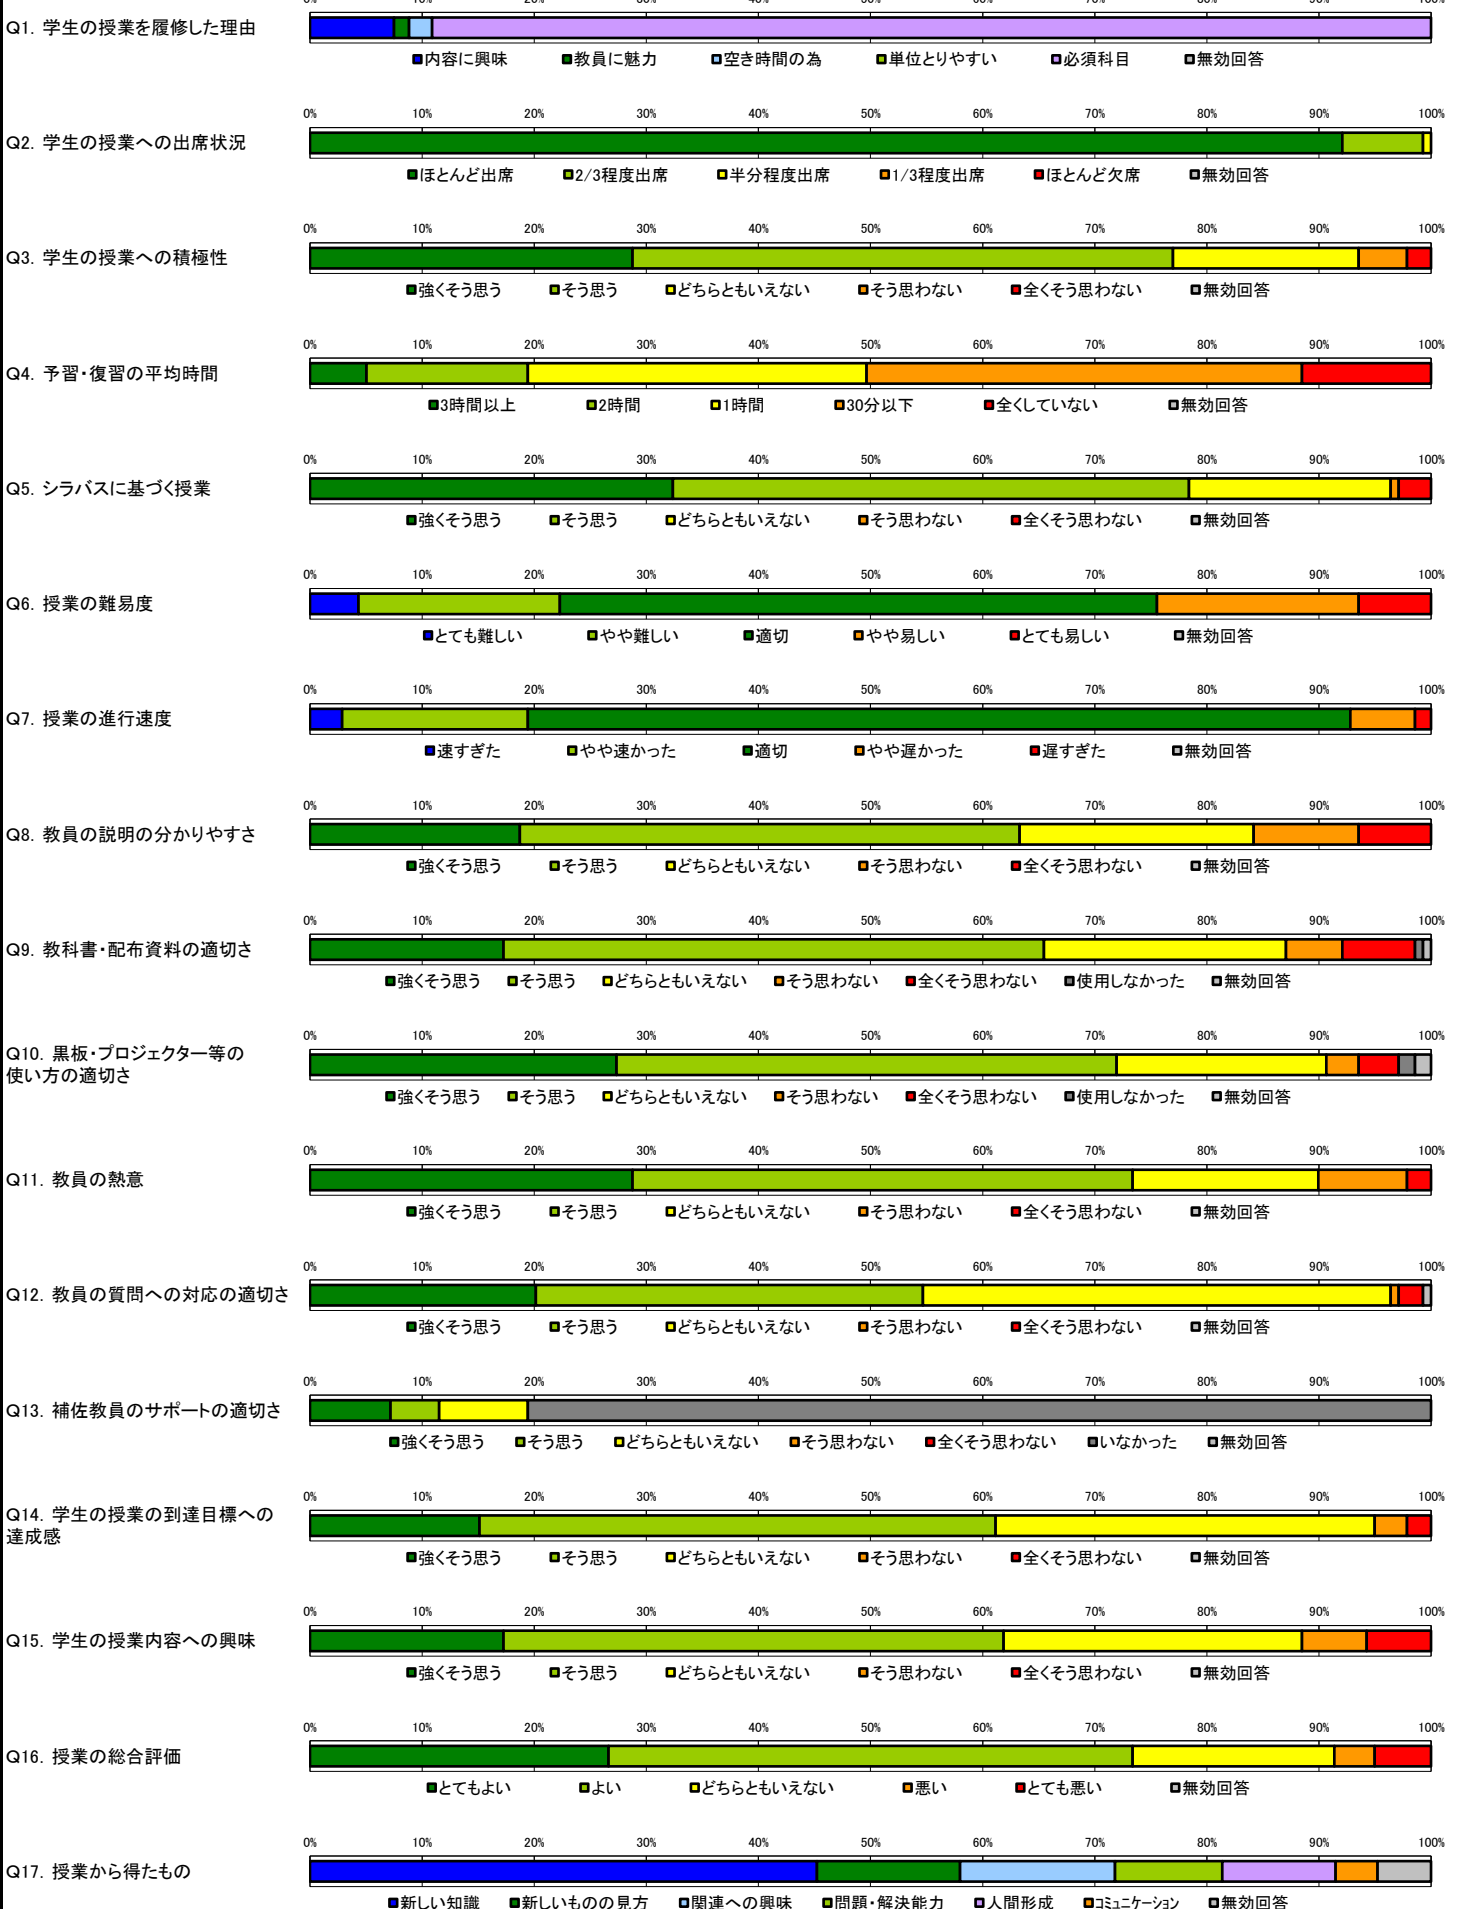 Q1. 学生の授業を履修した理由
■内容に興味 ■教員に魅力 ■空き時間の為 ■単位とりやすい ■必須科目 ■無効回答
0% 10% 20% 30% 40% 50% 60% 70% 80% 90% 100%
Q2. 学生の授業への出席状況
■ほとんど出席 ■2/3程度出席 ■半分程度出席 ■1/3程度出席 ■ほとんど欠席 ■無効回答
0% 10% 20% 30% 40% 50% 60% 70% 80% 90% 100%
Q3. 学生の授業への積極性
■強くそう思う ■そう思う ■どちらともいえない ■そう思わない ■全くそう思わない ■無効回答
0% 10% 20% 30% 40% 50% 60% 70% 80% 90% 100%
Q4. 予習・復習の平均時間
■3時間以上 ■2時間 ■1時間 ■30分以下 ■全くしていない ■無効回答
0% 10% 20% 30% 40% 50% 60% 70% 80% 90% 100%
Q5. シラバスに基づく授業
■強くそう思う ■そう思う ■どちらともいえない ■そう思わない ■全くそう思わない ■無効回答
0% 10% 20% 30% 40% 50% 60% 70% 80% 90% 100%
Q6. 授業の難易度
■とても難しい ■やや難しい ■適切 ■やや易しい ■とても易しい ■無効回答
0% 10% 20% 30% 40% 50% 60% 70% 80% 90% 100%
Q7. 授業の進行速度
■速すぎた ■やや速かった ■適切 ■やや遅かった ■遅すぎた ■無効回答
0% 10% 20% 30% 40% 50% 60% 70% 80% 90% 100%
Q8. 教員の説明の分かりやすさ
■強くそう思う ■そう思う ■どちらともいえない ■そう思わない ■全くそう思わない ■無効回答
0% 10% 20% 30% 40% 50% 60% 70% 80% 90% 100%
Q9. 教科書・配布資料の適切さ
■強くそう思う ■そう思う ■どちらともいえない ■そう思わない ■全くそう思わない ■使用しなかった ■無効回答
0% 10% 20% 30% 40% 50% 60% 70% 80% 90% 100%
Q10. 黒板・プロジェクター等の
使い方の適切さ
■強くそう思う ■そう思う ■どちらともいえない ■そう思わない ■全くそう思わない ■使用しなかった ■無効回答
0% 10% 20% 30% 40% 50% 60% 70% 80% 90% 100%
Q11. 教員の熱意
■強くそう思う ■そう思う ■どちらともいえない ■そう思わない ■全くそう思わない ■無効回答
0% 10% 20% 30% 40% 50% 60% 70% 80% 90% 100%
Q12. 教員の質問への対応の適切さ
■強くそう思う ■そう思う ■どちらともいえない ■そう思わない ■全くそう思わない ■無効回答
0% 10% 20% 30% 40% 50% 60% 70% 80% 90% 100%
Q13. 補佐教員のサポートの適切さ
■強くそう思う ■そう思う ■どちらともいえない ■そう思わない ■全くそう思わない ■いなかった ■無効回答
0% 10% 20% 30% 40% 50% 60% 70% 80% 90% 100%
Q14. 学生の授業の到達目標への
達成感
■強くそう思う ■そう思う ■どちらともいえない ■そう思わない ■全くそう思わない ■無効回答
0% 10% 20% 30% 40% 50% 60% 70% 80% 90% 100%
Q15. 学生の授業内容への興味
■強くそう思う ■そう思う ■どちらともいえない ■そう思わない ■全くそう思わない ■無効回答
0% 10% 20% 30% 40% 50% 60% 70% 80% 90% 100%
Q16. 授業の総合評価
■とてもよい ■よい ■どちらともいえない ■悪い ■とても悪い ■無効回答
0% 10% 20% 30% 40% 50% 60% 70% 80% 90% 100%
Q17. 授業から得たもの
■新しい知識 ■新しいものの見方 ■関連への興味 ■問題・解決能力 ■人間形成 ■コミュニケーション ■無効回答